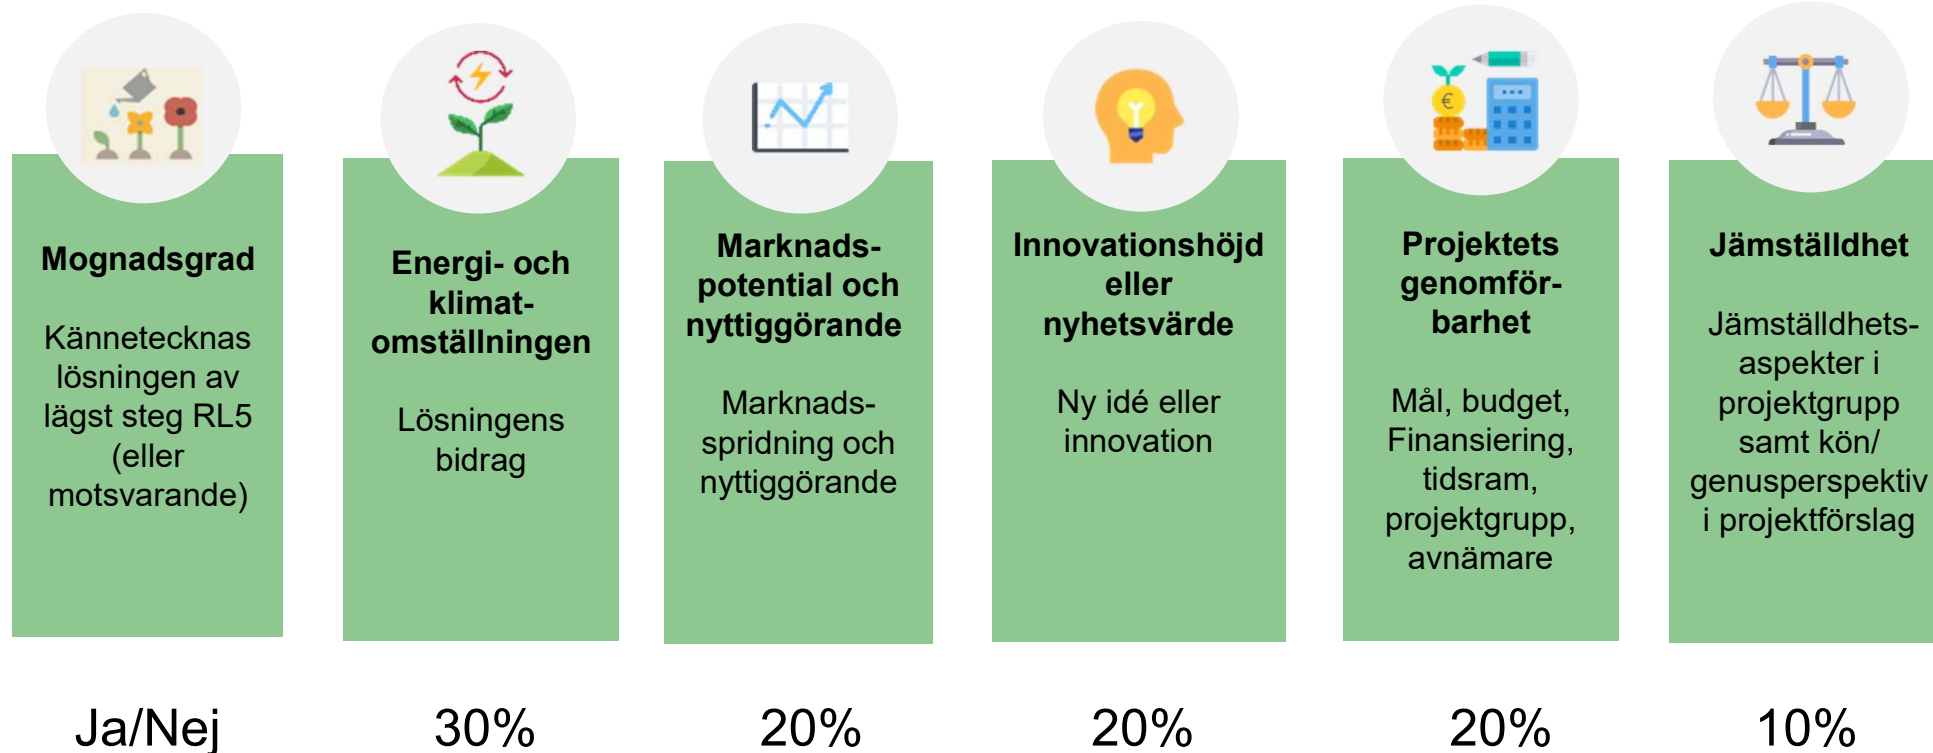 Mognadsgrad
Kännetecknas
lösningen av
lägst steg RL5
(eller
motsvarande)
Ja/Nej
Energi- och
klimat-
omställningen
Lösningens
bidrag
30%
Marknads-
potential och
nyttiggörande
Marknads-
spridning och
nyttiggörande
20%
Innovationshöjd
eller
nyhetsvärde
Ny idé eller
innovation
20%
Projektets
genomför-
barhet
Mål, budget,
Finansiering,
tidsram,
projektgrupp,
avnämare
20%
Jämställdhet
Jämställdhets-
aspekter i
projektgrupp
samt kön/
genusperspektiv
i projektförslag
10%